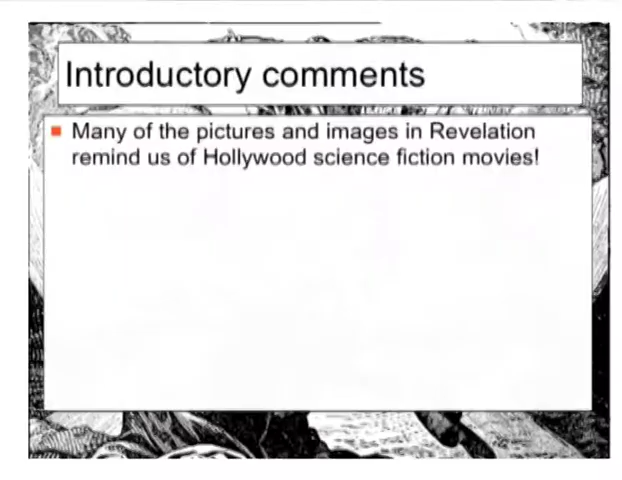 Introductory comments
Many of the pictures and images in Revelation
remind us of Hollywood science fiction movies!